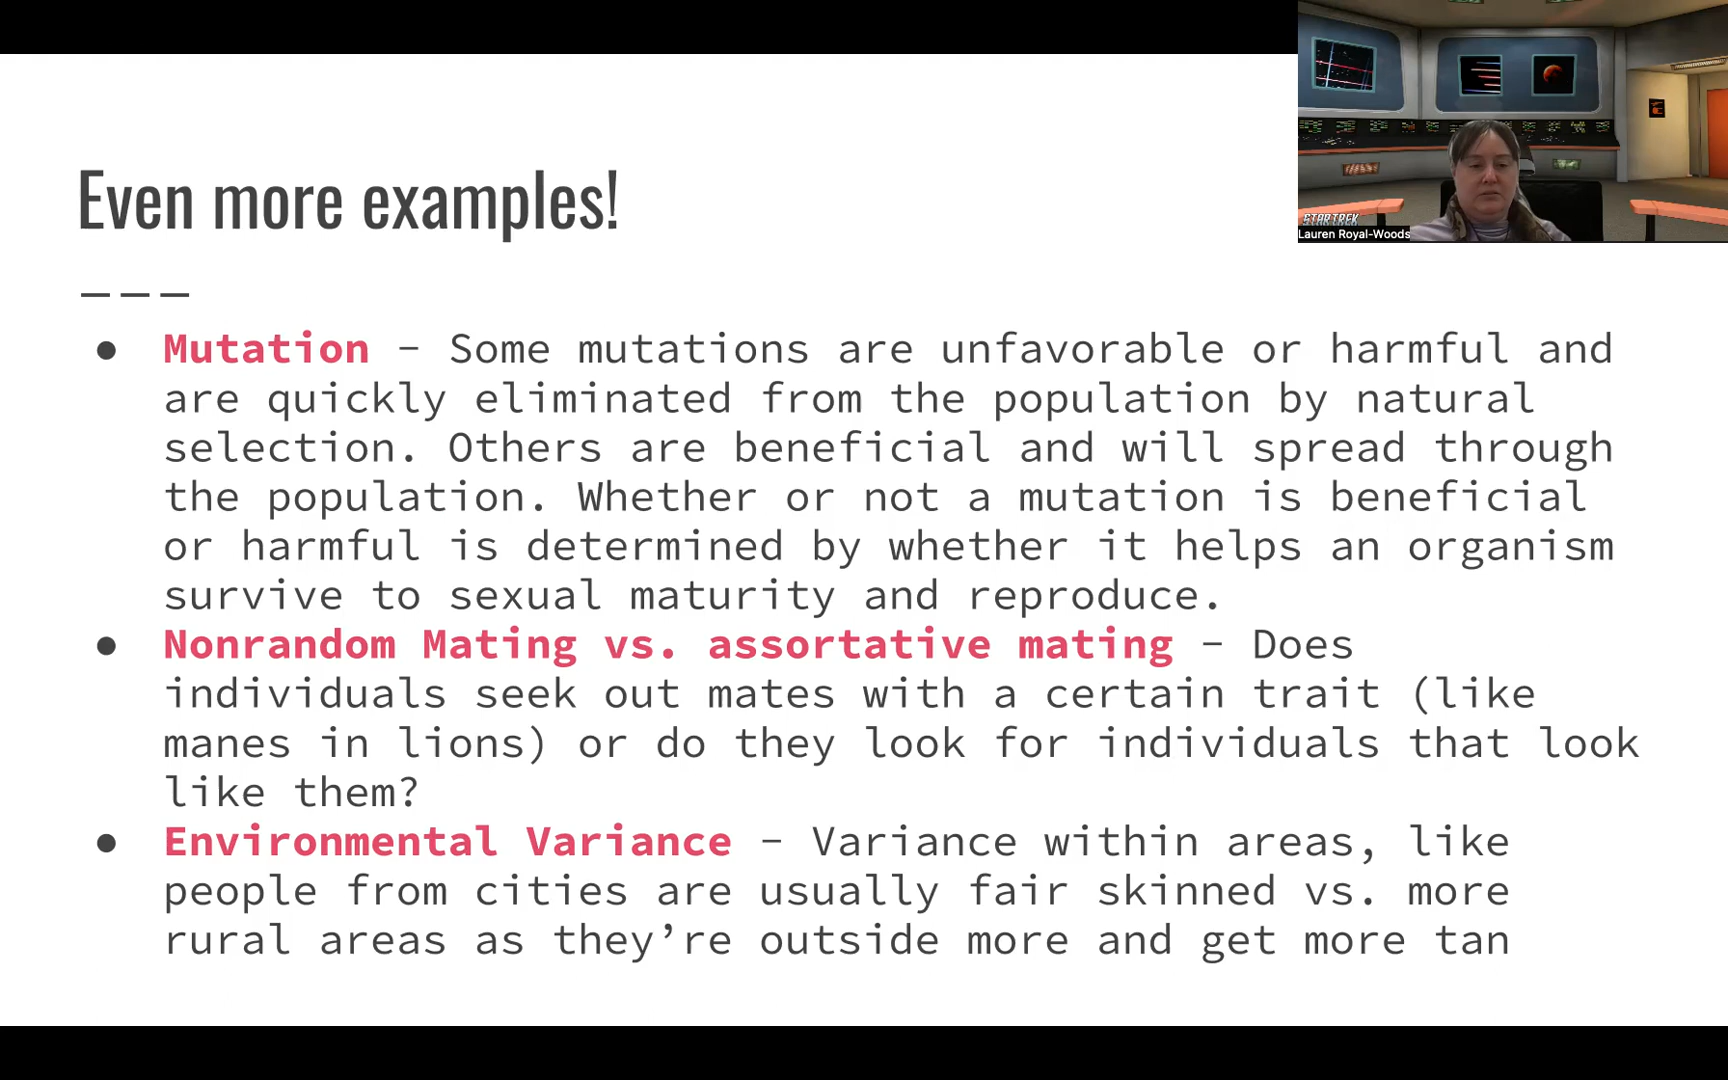 STAR TREK
Lauren Royal-Woods
Even more examples!
● Mutation – Some mutations are unfavorable or harmful and
are quickly eliminated from the population by natural
selection. Others are beneficial and will spread through
the population. Whether or not a mutation is beneficial
or harmful is determined by whether it helps an organism
survive to sexual maturity and reproduce.
● Nonrandom Mating vs. assortative mating – Does
individuals seek out mates with a certain trait (like
manes in lions) or do they look for individuals that look
like them?
● Environmental Variance – Variance within areas, like
people from cities are usually fair skinned vs. more
rural areas as they’re outside more and get more tan